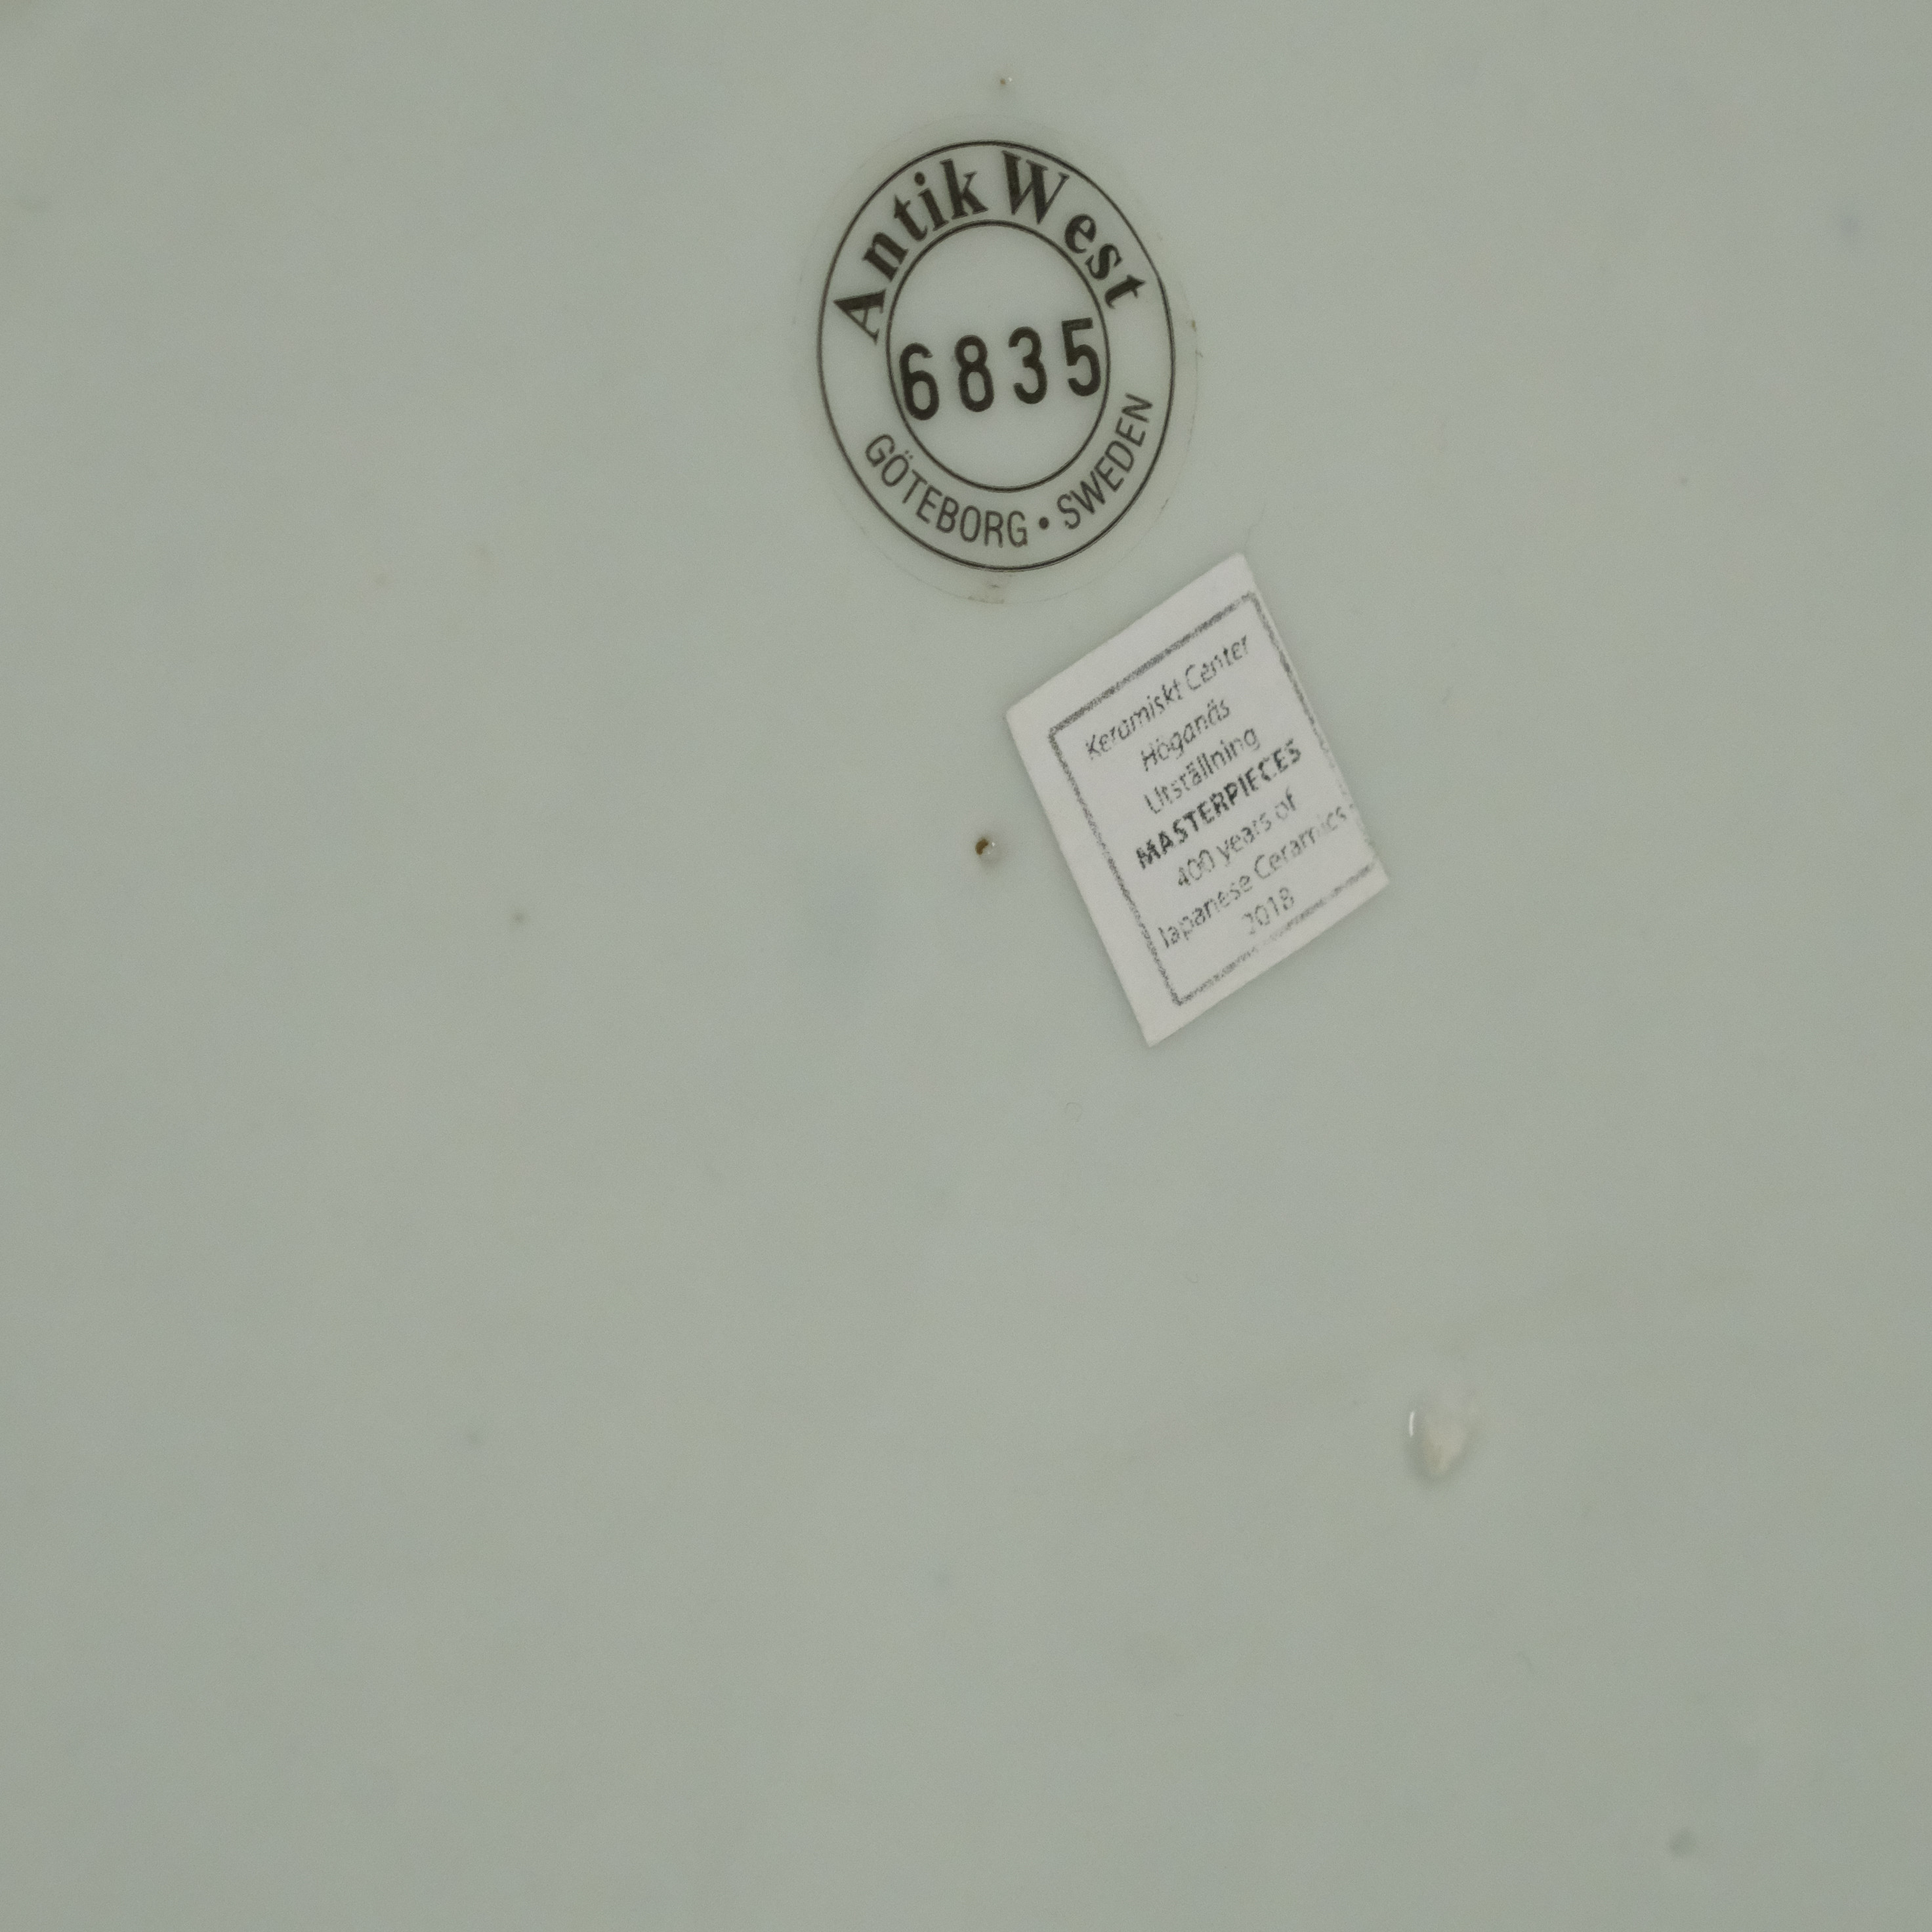 Antik West
6835
GÖTEBORG • SWEDEN
Keramiskt Center
Höganäs
Utställning
MASTERPIECES
400 years of
Japanese Ceramics
2018